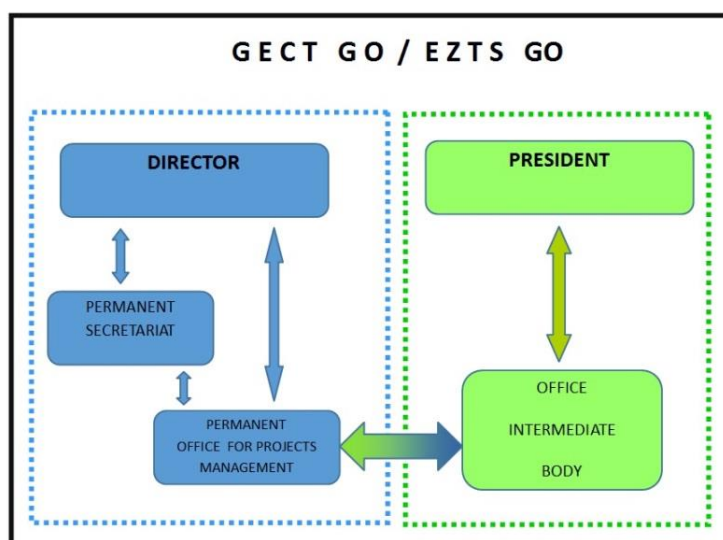 GECT GO / EZTS GO
DIRECTOR
PRESIDENT
PERMANENT
SECRETARIAT
PERMANENT
OFFICE FOR PROJECTS
MANAGEMENT
OFFICE
INTERMEDIATE
BODY